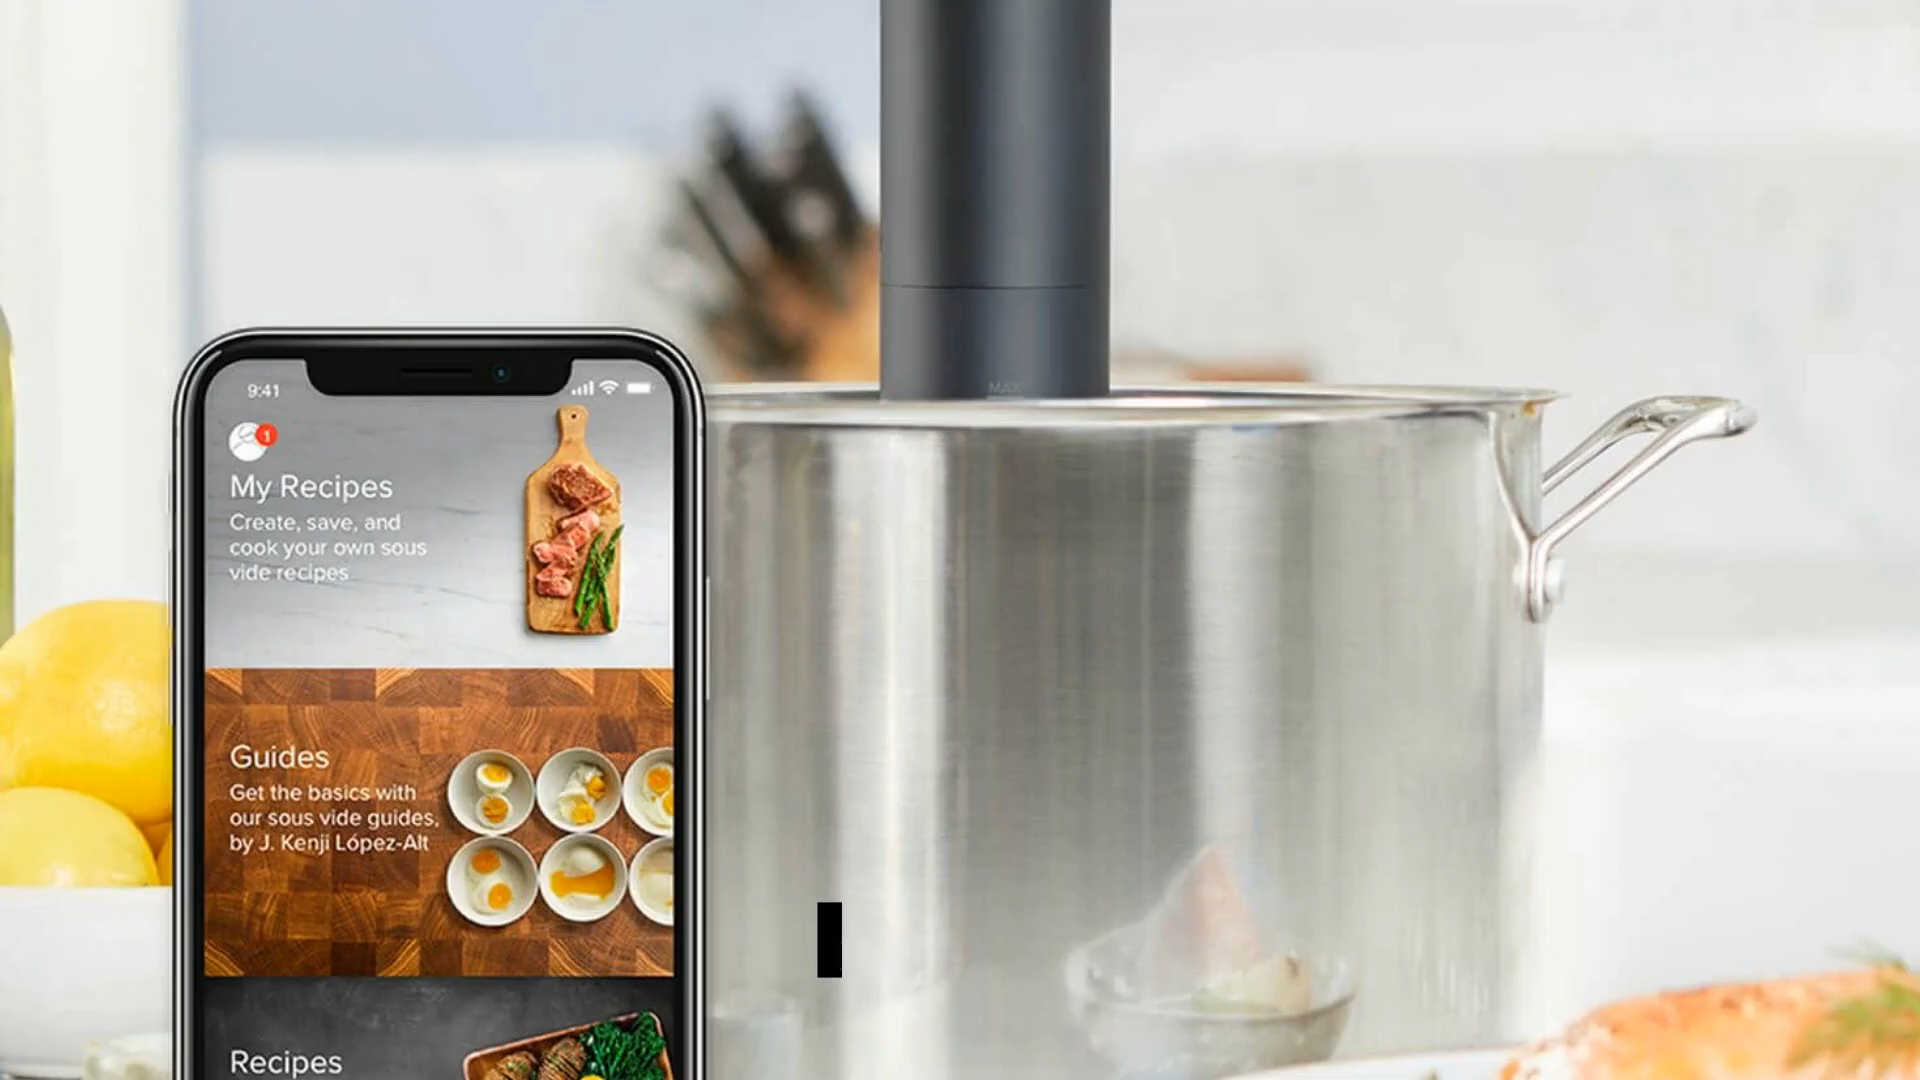 9:41
1
My Recipes
Create, save, and
cook your own sous
vide recipes
Guides
Get the basics with
our sous vide guides,
by J. Kenji López-Alt
Recipes
MAX